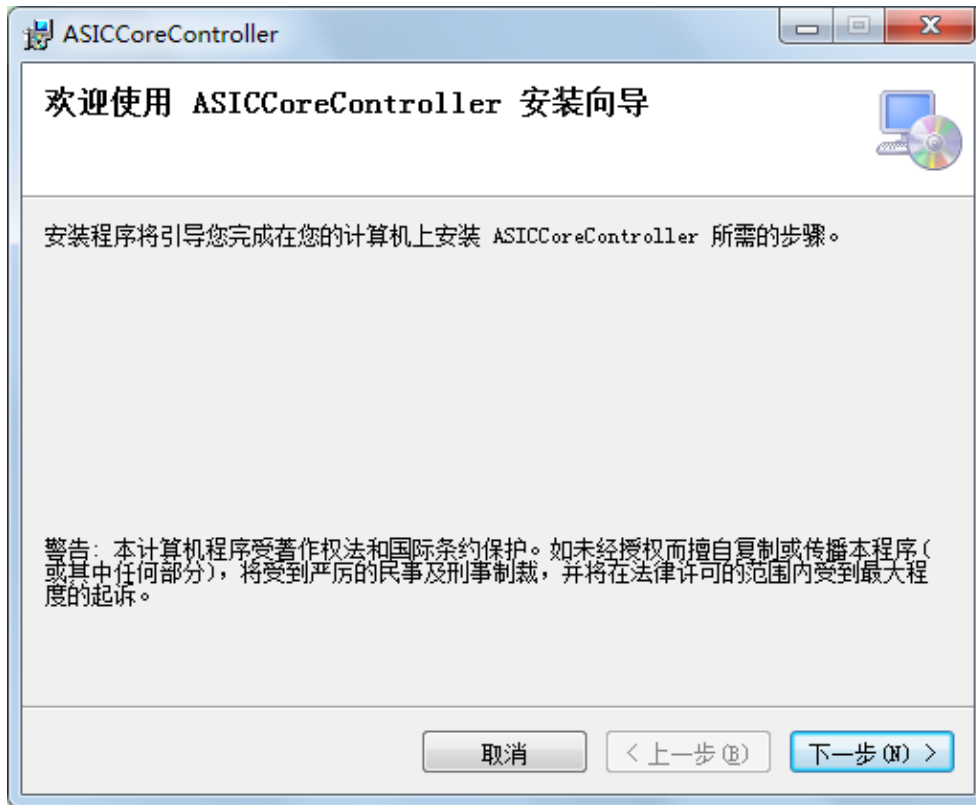 ASICCoreController
欢迎使用 ASICCoreController 安装向导
安装程序将引导您完成在您的计算机上安装 ASICCoreController 所需的步骤。
警告: 本计算机程序受著作权法和国际条约保护。如未经授权而擅自复制或传播本程序(
或其中任何部分), 将受到严厉的民事及刑事制裁, 并将在法律许可的范围内受到最大程
度的起诉。
取消 < 上一步(B) 下一步(N) >